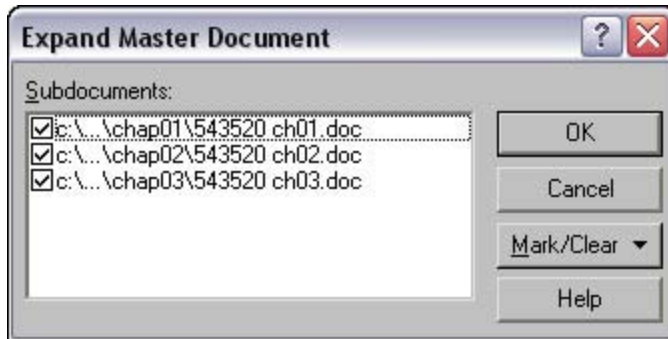 Expand Master Document
Subdocuments:
c:\...\chap01\543520 ch01.doc
c:\...\chap02\543520 ch02.doc
c:\...\chap03\543520 ch03.doc
OK
Cancel
Mark/Clear
Help